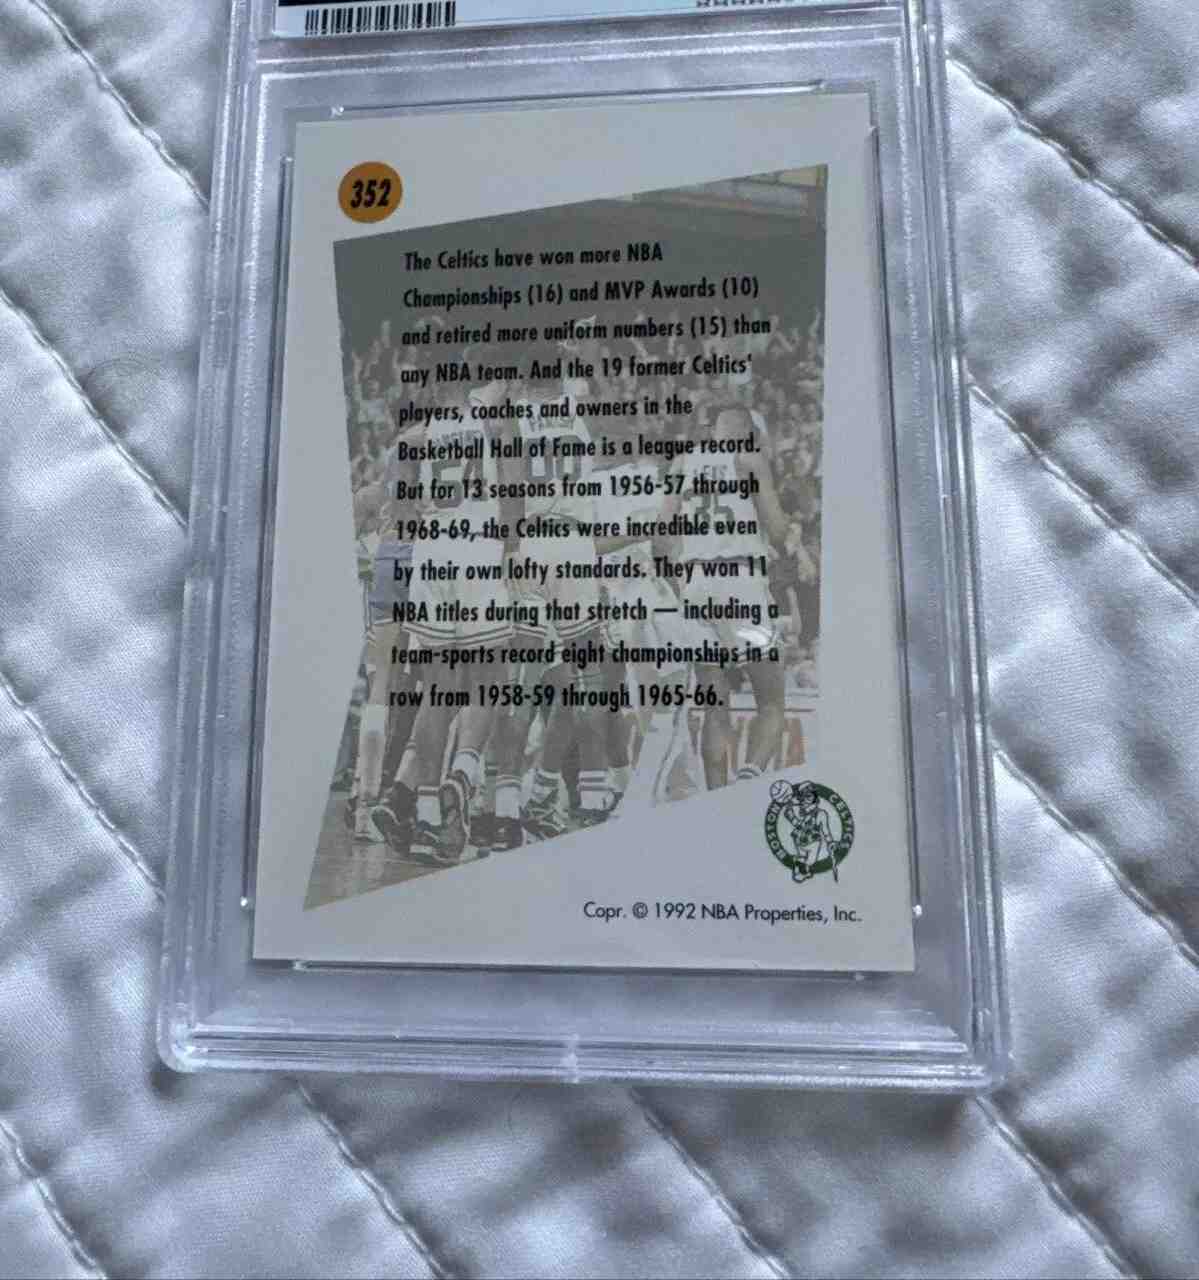 352
The Celtics have won more NBA
Championships (16) and MVP Awards (10)
and retired more uniform numbers (15) than
any NBA team. And the 19 former Celtics'
players, coaches and owners in the
Basketball Hall of Fame is a league record.
But for 13 seasons from 1956-57 through
1968-69, the Celtics were incredible even
by their own lofty standards. They won 11
NBA titles during that stretch — including a
team-sports record eight championships in a
row from 1958-59 through 1965-66.
PARISH
54
35
BOSTON CELTICS
Copr. © 1992 NBA Properties, Inc.